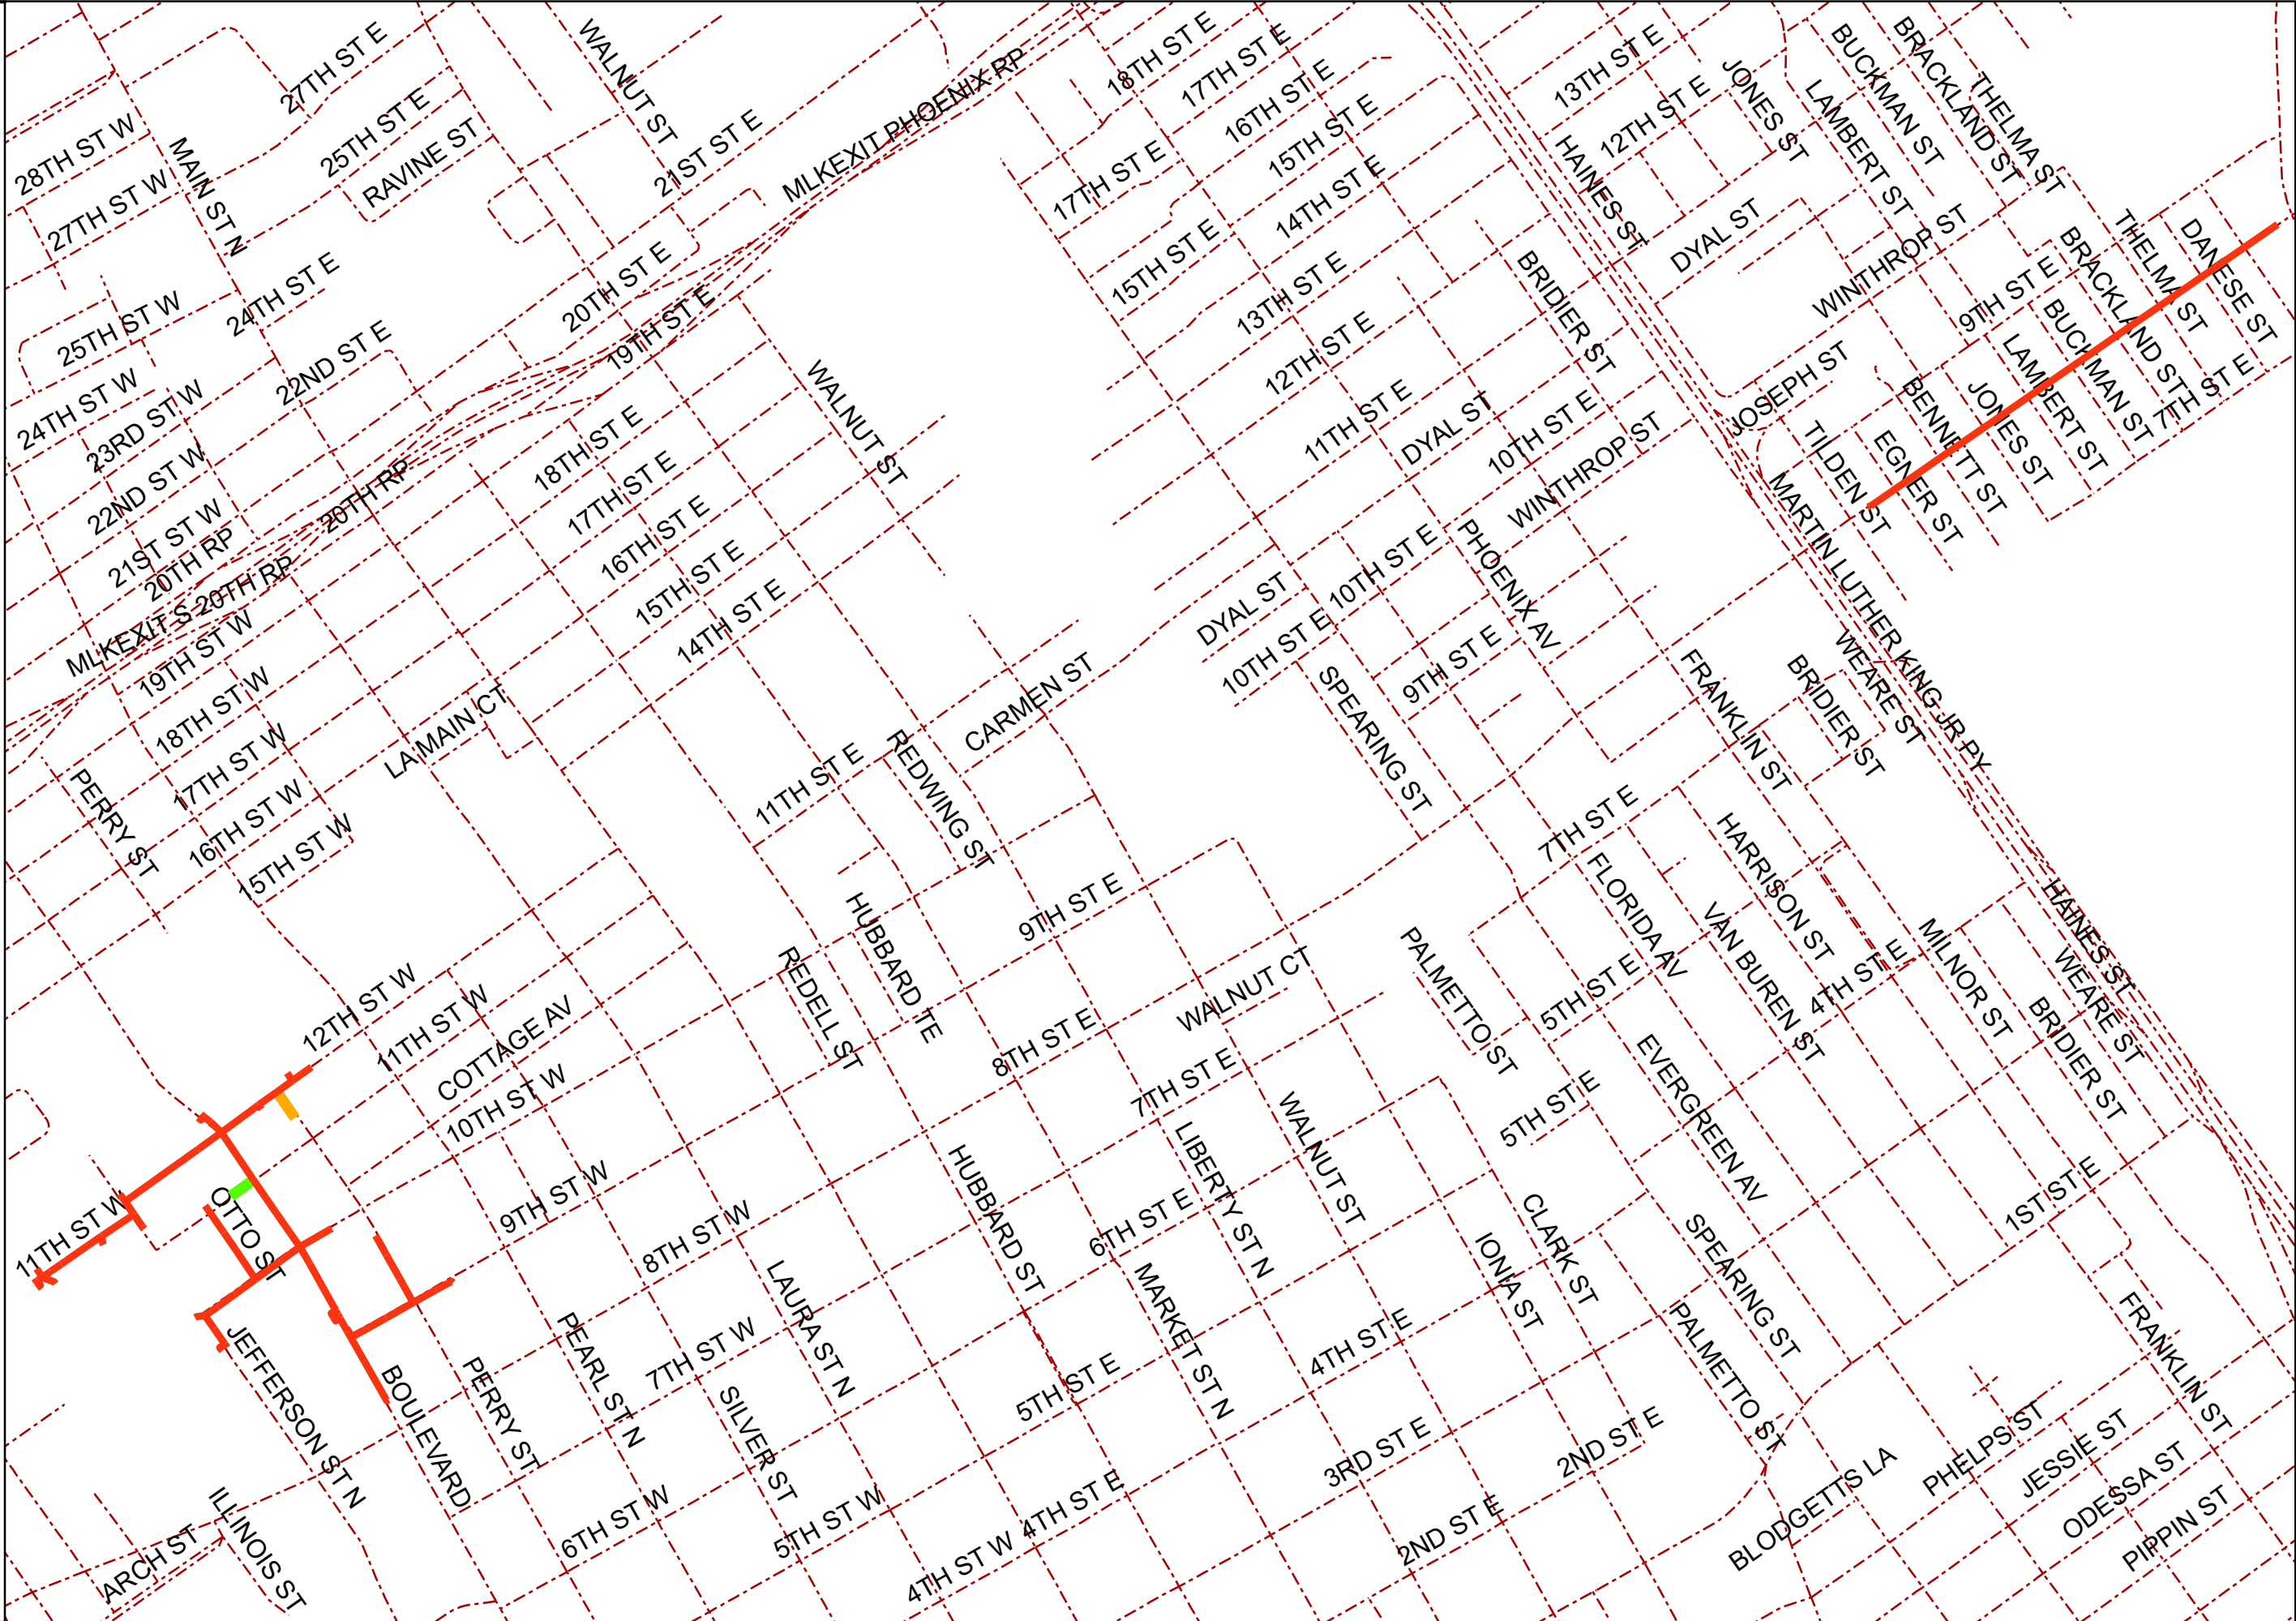 27TH ST E
WALNUT ST
18TH ST E
17TH ST E
16TH ST E
15TH ST E
13TH ST E
12TH ST E
JONES ST
BUCKMAN ST
BRACKLAND ST
THELMA ST
LAMBERT ST
28TH ST W
25TH ST E
RAVINE ST
21ST ST E
MLKEXIT PHOENIX RP
27TH ST W
MAIN ST N
17TH ST E
14TH ST E
HAINES ST
DYAL ST
WINTHROP ST
THELMA ST
DANESE ST
BRACKLAND ST
24TH ST E
20TH ST E
15TH ST E
13TH ST E
BRIDIER ST
9TH ST E
BUCKMAN ST
25TH ST W
22ND ST E
19TH ST E
12TH ST E
JOSEPH ST
LAMBERT ST
7TH ST E
24TH ST W
23RD ST W
WALNUT ST
11TH ST E
DYAL ST
10TH ST E
WINTHROP ST
BENNETT ST
JONES ST
22ND ST W
18TH ST E
17TH ST E
TILDEN ST
EGNER ST
20TH RP
21ST ST W
20TH RP
16TH ST E
15TH ST E
14TH ST E
MARTIN LUTHER KING JR PY
MLKEXIT S 20TH RP
19TH ST W
DYAL ST
10TH ST E
10TH ST E
PHOENIX AV
9TH ST E
18TH ST W
LA MAIN CT
CARMEN ST
SPEARING ST
FRANKLIN ST
BRIDIER ST
WEARE ST
17TH ST W
16TH ST W
PERRY ST
15TH ST W
11TH ST E
REDWING ST
7TH ST E
HARRISON ST
FLORIDA AV
9TH ST E
HUBBARD TE
REDELL ST
PALMETTO ST
VAN BUREN ST
4TH ST E
MILNOR ST
HAINES ST
WEARE ST
BRIDIER ST
12TH ST W
11TH ST W
COTTAGE AV
10TH ST W
WALNUT CT
8TH ST E
7TH ST E
5TH ST E
5TH ST E
EVERGREEN AV
11TH ST W
OTTO ST
9TH ST W
8TH ST W
HUBBARD ST
LIBERTY ST N
WALNUT ST
6TH ST E
CLARK ST
IONIA ST
1ST ST E
SPEARING ST
JEFFERSON ST N
BOULEVARD
PERRY ST
PEARL ST N
7TH ST W
LAURA ST N
SILVER ST
5TH ST E
MARKET ST N
4TH ST E
PALMETTO ST
FRANKLIN ST
3RD ST E
2ND ST E
PHELPS ST
JESSIE ST
ODESSA ST
PIPPIN ST
BLODGETTS LA
ILLINOIS ST
ARCH ST
6TH ST W
5TH ST W
4TH ST W
4TH ST E
2ND ST E